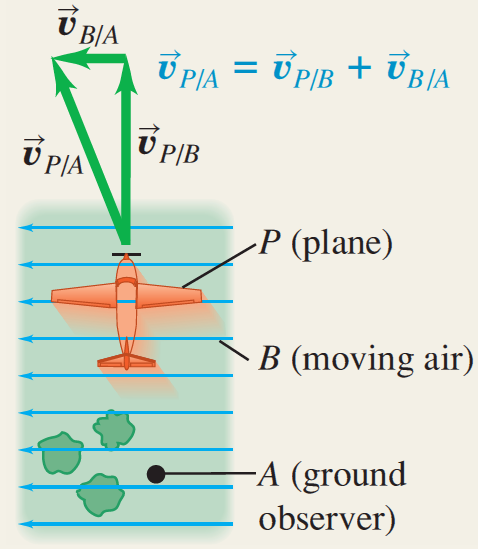 v⃗ B/A
v⃗ P/A = v⃗ P/B + v⃗ B/A
v⃗ P/A
v⃗ P/B
P (plane)
B (moving air)
A (ground
observer)